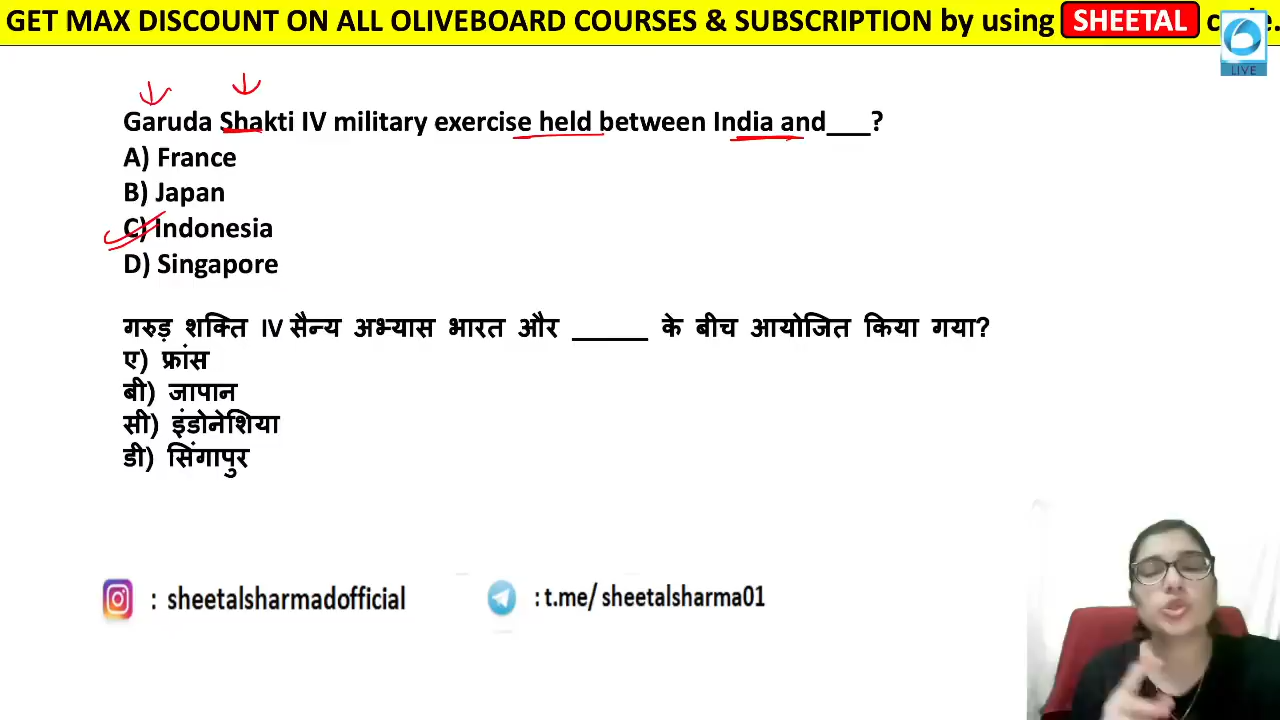 GET MAX DISCOUNT ON ALL OLIVEBOARD COURSES & SUBSCRIPTION by using SHEETAL
LIVE
Garuda Shakti IV military exercise held between India and___?
A) France
B) Japan
C) Indonesia
D) Singapore
गरुड़ शक्ति IV सैन्य अभ्यास भारत और ______ के बीच आयोजित किया गया?
ए) फ्रांस
बी) जापान
सी) इंडोनेशिया
डी) सिंगापुर
: sheetalsharmadofficial
: t.me/ sheetalsharma01